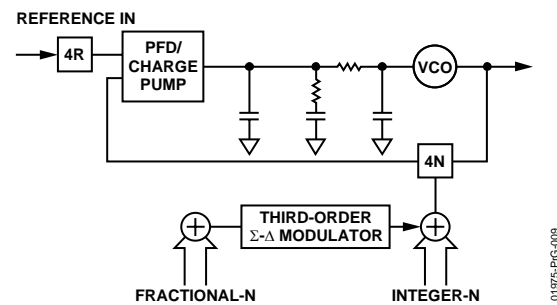 REFERENCE IN
4R
PFD/
CHARGE
PUMP
VCO
4N
THIRD-ORDER
Σ-Δ MODULATOR
FRACTIONAL-N
INTEGER-N
01975-PrG-009